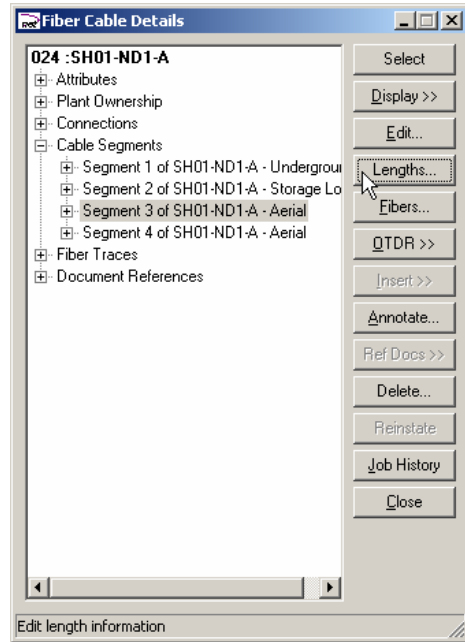 Fiber Cable Details
024 :SH01-ND1-A
Attributes
Plant Ownership
Connections
Cable Segments
Segment 1 of SH01-ND1-A - Undergrou
Segment 2 of SH01-ND1-A - Storage Lo
Segment 3 of SH01-ND1-A - Aerial
Segment 4 of SH01-ND1-A - Aerial
Fiber Traces
Document References
Select
Display >>
Edit...
Lengths...
Fibers...
OTDR >>
Insert >>
Annotate...
Ref Docs >>
Delete...
Reinstate
Job History
Close
Edit length information